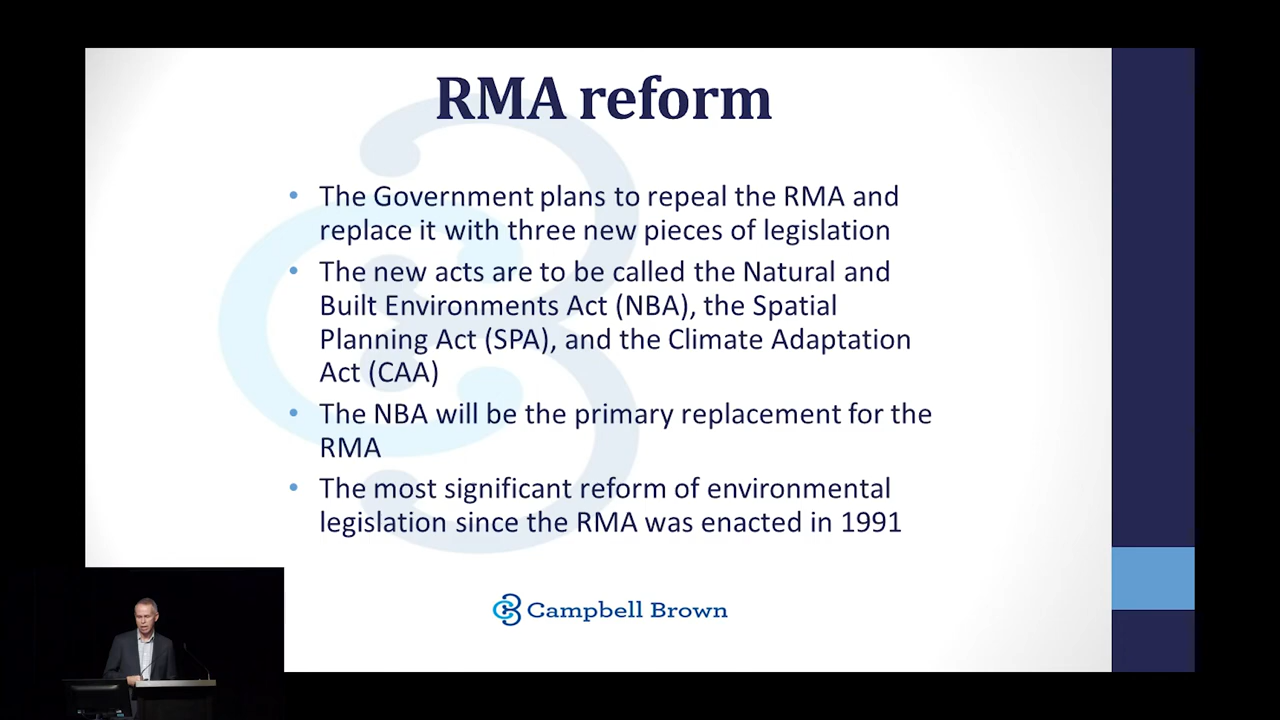 RMA reform
• The Government plans to repeal the RMA and
replace it with three new pieces of legislation
• The new acts are to be called the Natural and
Built Environments Act (NBA), the Spatial
Planning Act (SPA), and the Climate Adaptation
Act (CAA)
• The NBA will be the primary replacement for the
RMA
• The most significant reform of environmental
legislation since the RMA was enacted in 1991
Campbell Brown